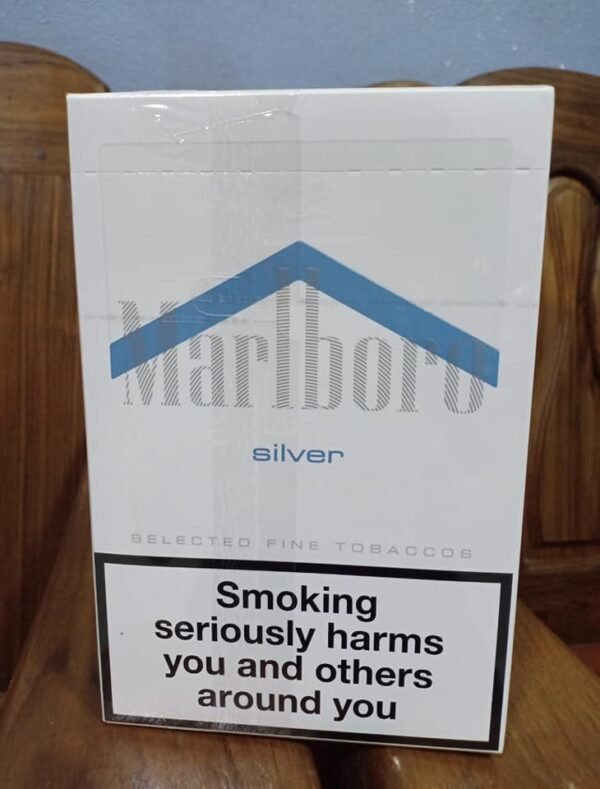 Marlboro
silver
SELECTED FINE TOBACCOS
Smoking
seriously harms
you and others
around you